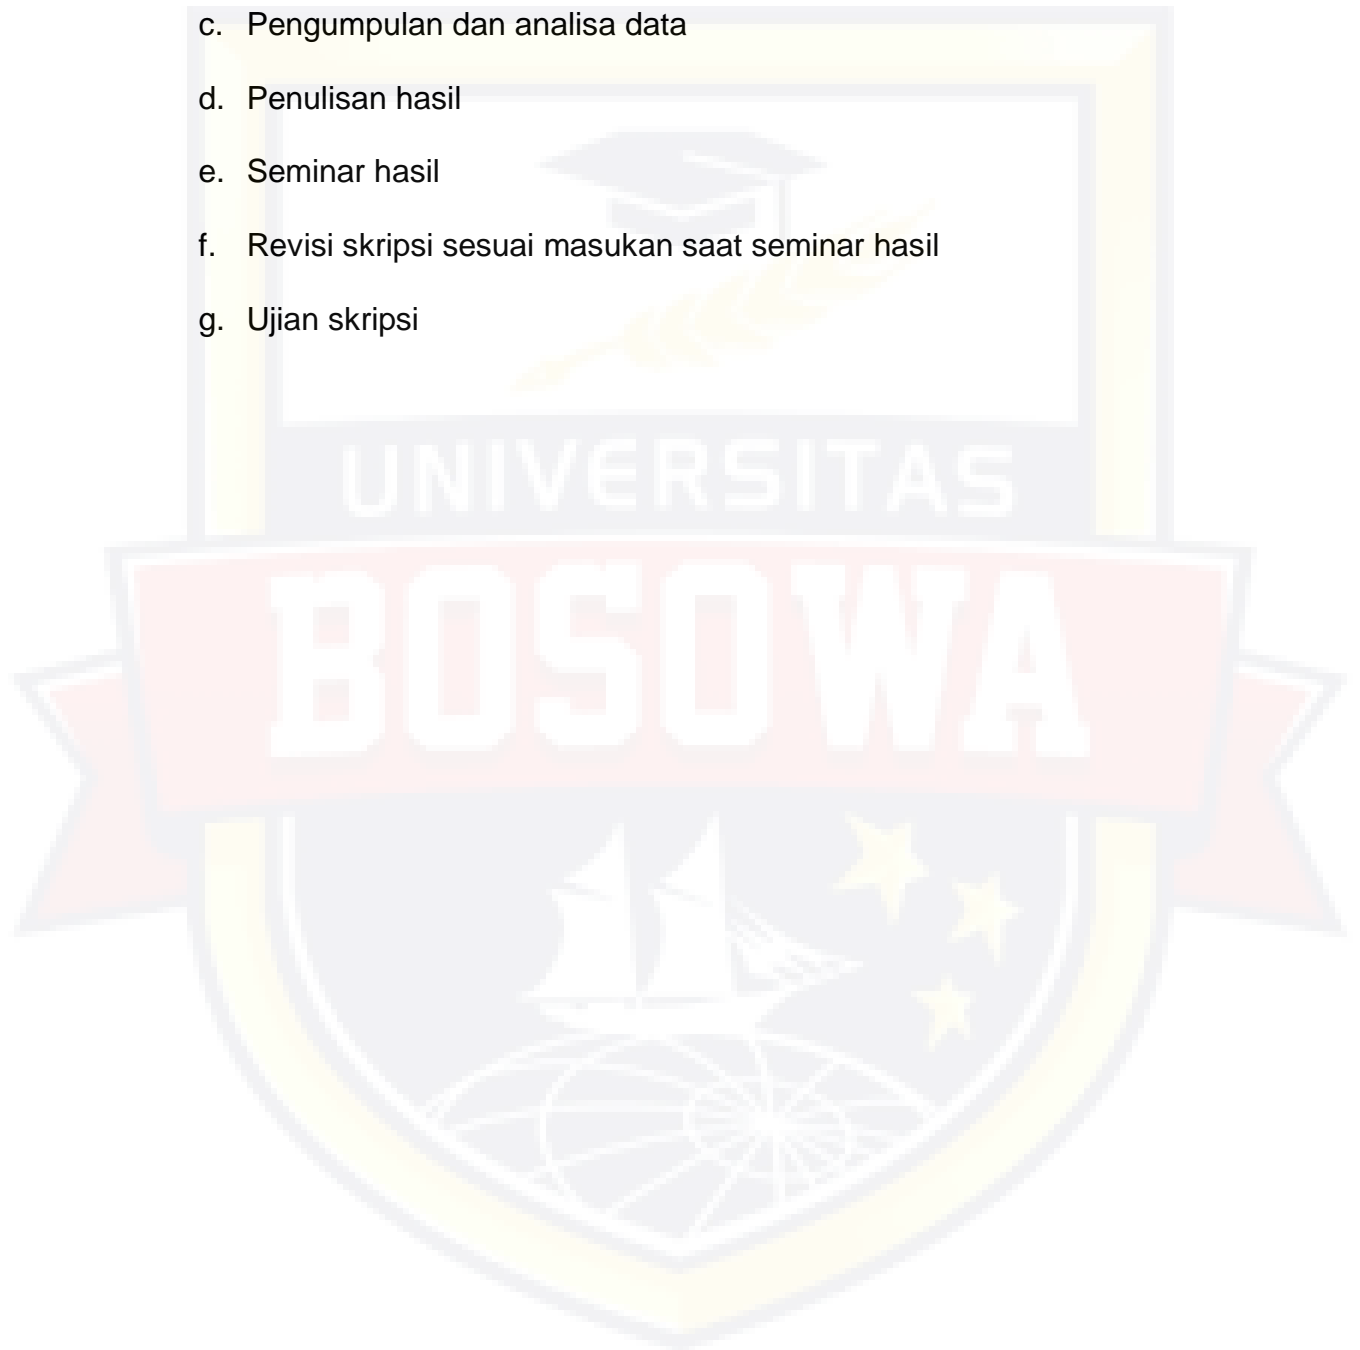 c. Pengumpulan dan analisa data
d. Penulisan hasil
e. Seminar hasil
f. Revisi skripsi sesuai masukan saat seminar hasil
g. Ujian skripsi
UNIVERSITAS
BOSOWA